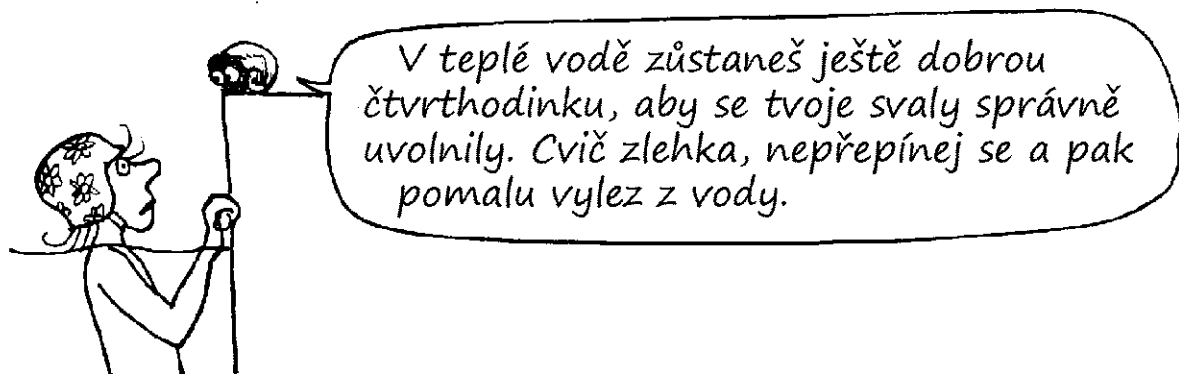 V teplé vodě zůstaneš ještě dobrou
čtvrthodinku, aby se tvoje svaly správně
uvolnily. Cvič zlehka, nepřepínej se a pak
pomalu vylez z vody.